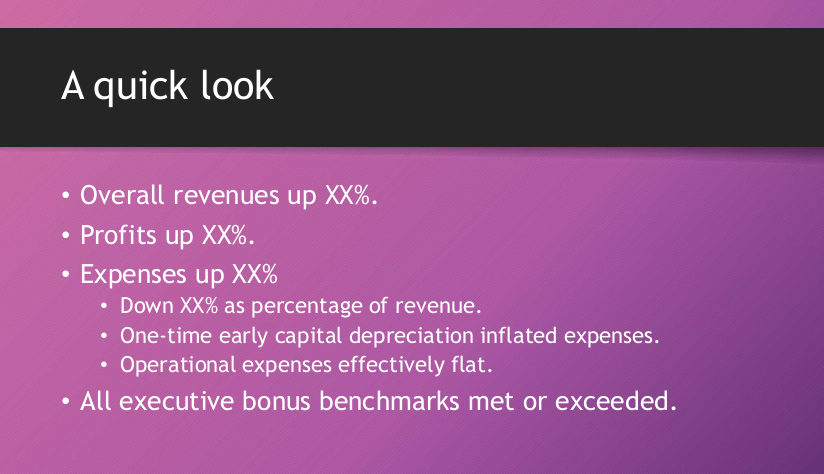 A quick look
• Overall revenues up XX%.
• Profits up XX%.
• Expenses up XX%
• Down XX% as percentage of revenue.
• One-time early capital depreciation inflated expenses.
• Operational expenses effectively flat.
• All executive bonus benchmarks met or exceeded.